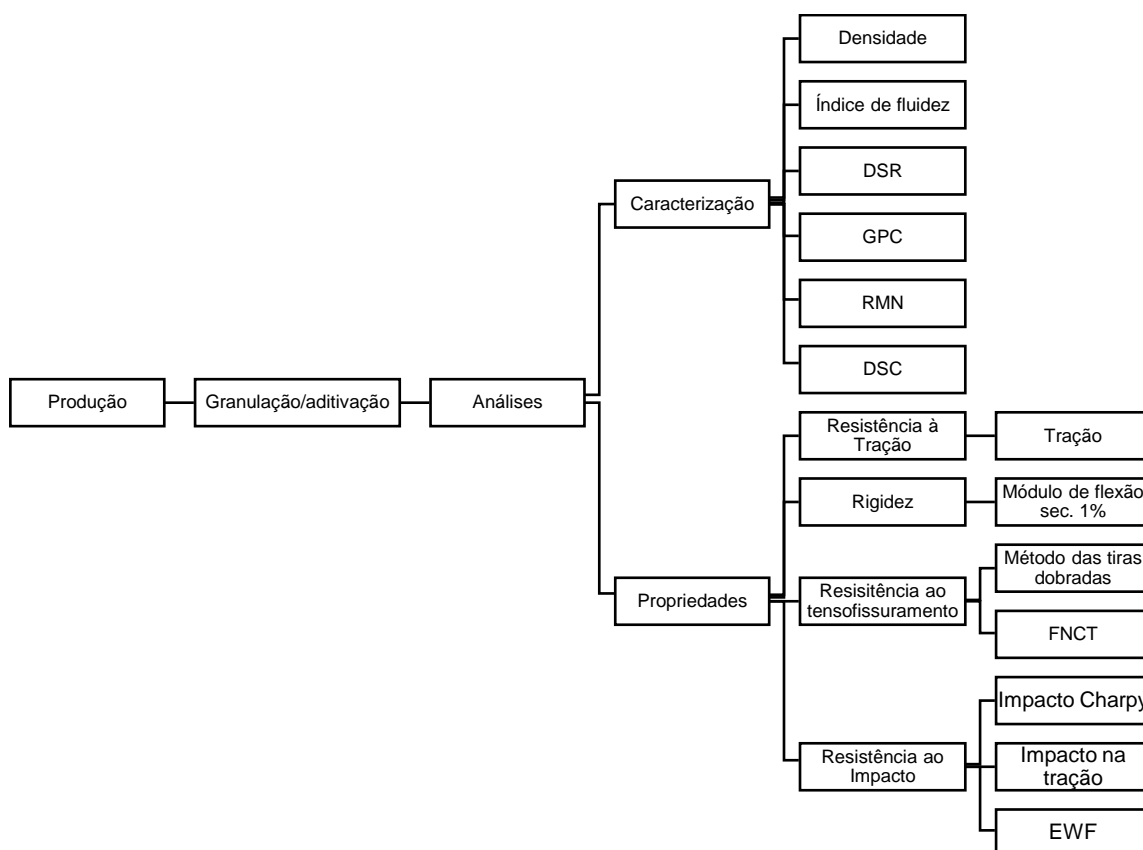 Densidade
Índice de fluidez
DSR
Caracterização
GPC
RMN
DSC
Produção
Granulação/aditivação
Análises
Resistência à
Tração
Tração
Rigidez
Módulo de flexão
sec. 1%
Método das tiras
dobradas
Propriedades
Resisitência ao
tensofissuramento
FNCT
Impacto Charpy
Resistência ao
Impacto
Impacto na
tração
EWF